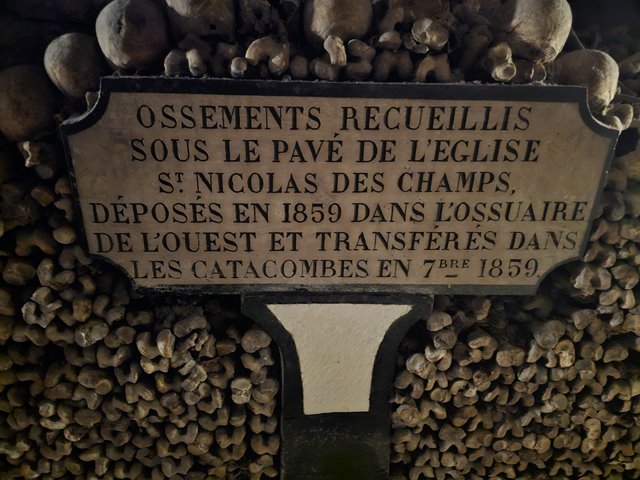 OSSEMENTS RECUEILLIS
SOUS LE PAVÉ DE L'EGLISE
ST. NICOLAS DES CHAMPS,
DÉPOSÉS EN 1859 DANS L'OSSUAIRE
DE L'OUEST ET TRANSFÉRÉS DANS
LES CATACOMBES EN 7BRE 1859.